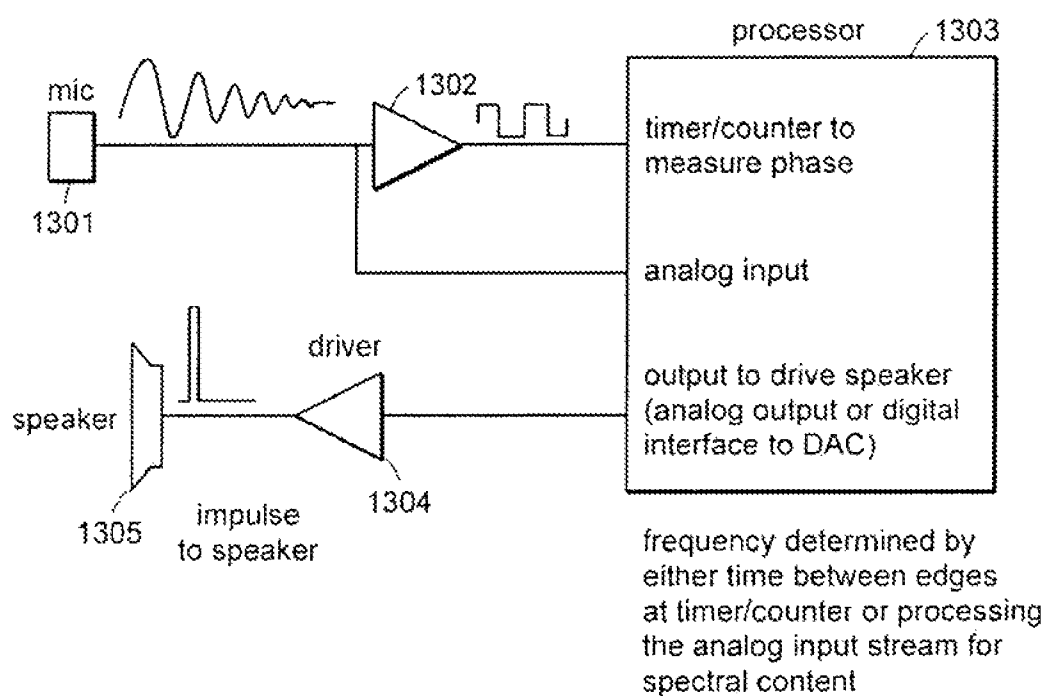 processor
1303
mic
1302
timer/counter to
measure phase
1301
analog input
driver
output to drive speaker
(analog output or digital
interface to DAC)
speaker
1305
impulse
to speaker
1304
frequency determined by
either time between edges
at timer/counter or processing
the analog input stream for
spectral content